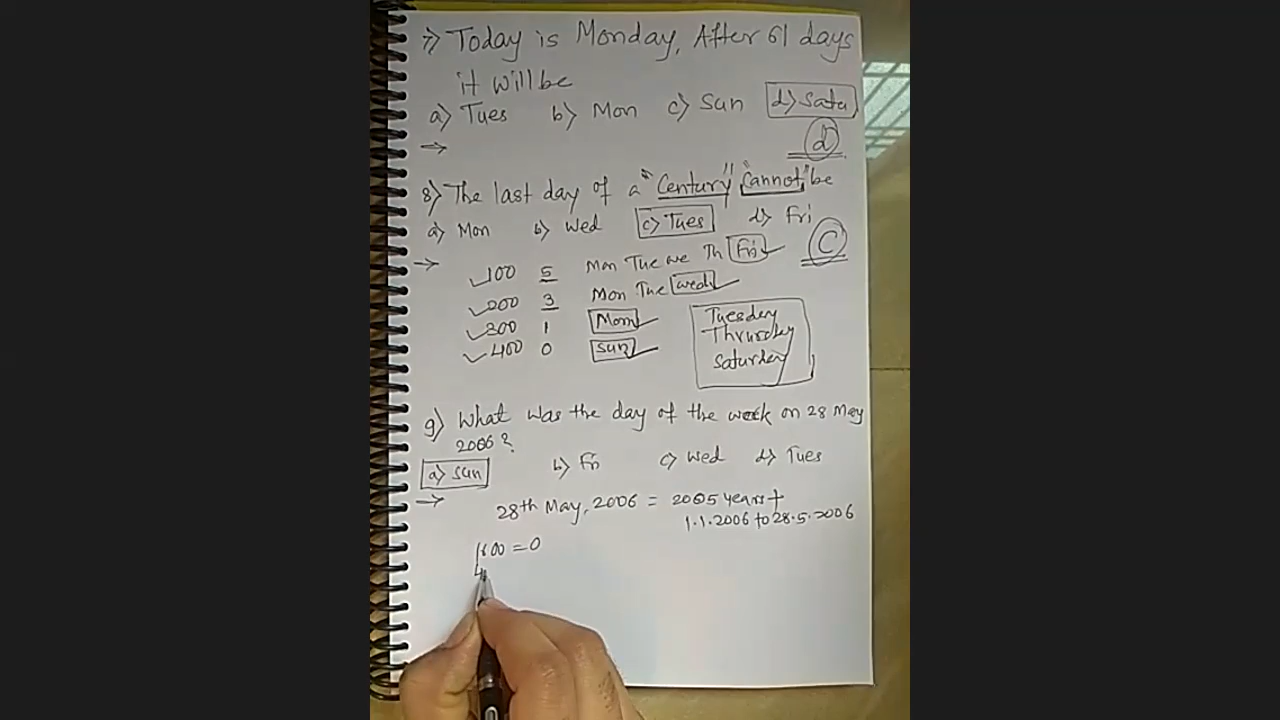 7) Today is Monday, After 61 days
it will be
a) Tues b) Mon c) Sun d) Satu
→ d
8) The last day of a "Century" "Cannot" be
a) Mon b) Wed c) Tues d) Fri
→ C
100 5 Mon Tue We Th Fri
200 3 Mon Tue Wed
300 1 Mon
400 0 Sun
Tuesday
Thrusday
Saturday
9) What was the day of the week on 28 May
2006?
a) Sun b) Fri c) Wed d) Tues
→ 28th May, 2006 = 2005 years +
1.1.2006 to 28.5.2006
1600 = 0
4